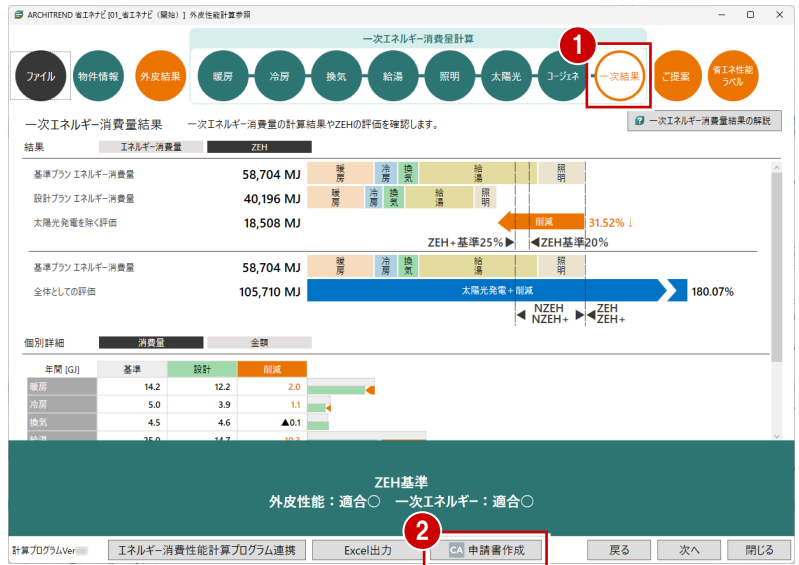 ARCHITREND 省エネナビ [01_省エネナビ（開始）] 外皮性能計算参照
一次エネルギー消費量計算
1
ファイル 物件情報 外皮結果 暖房 冷房 換気 給湯 照明 太陽光 コージェネ 一次結果 ご提案 省エネ性能
ラベル
一次エネルギー消費量結果 一次エネルギー消費量の計算結果やZEHの評価を確認します。 ? 一次エネルギー消費量結果の解説
結果 エネルギー消費量 ZEH
基準プラン エネルギー消費量 58,704 MJ 暖房 冷房 換気 給湯 照明
設計プラン エネルギー消費量 40,196 MJ 暖房 冷房 換気 給湯 照明
太陽光発電を除く評価 18,508 MJ 削減 31.52%↓
ZEH+基準25%▶ ◀ZEH基準20%
基準プラン エネルギー消費量 58,704 MJ 暖房 冷房 換気 給湯 照明
全体としての評価 105,710 MJ 太陽光発電+削減 180.07%
◀ NZEH ▶ ◀ ZEH
NZEH+ ZEH+
個別詳細 消費量 金額
年間 [GJ] 基準 設計 削減
暖房 14.2 12.2 2.0
冷房 5.0 3.9 1.1
換気 4.5 4.6 ▲0.1
給湯 25.0 14.7 10.3
ZEH基準
外皮性能：適合○ 一次エネルギー：適合○
2
計算プログラムVer エネルギー消費性能計算プログラム連携 Excel出力 CA 申請書作成 戻る 次へ 閉じる